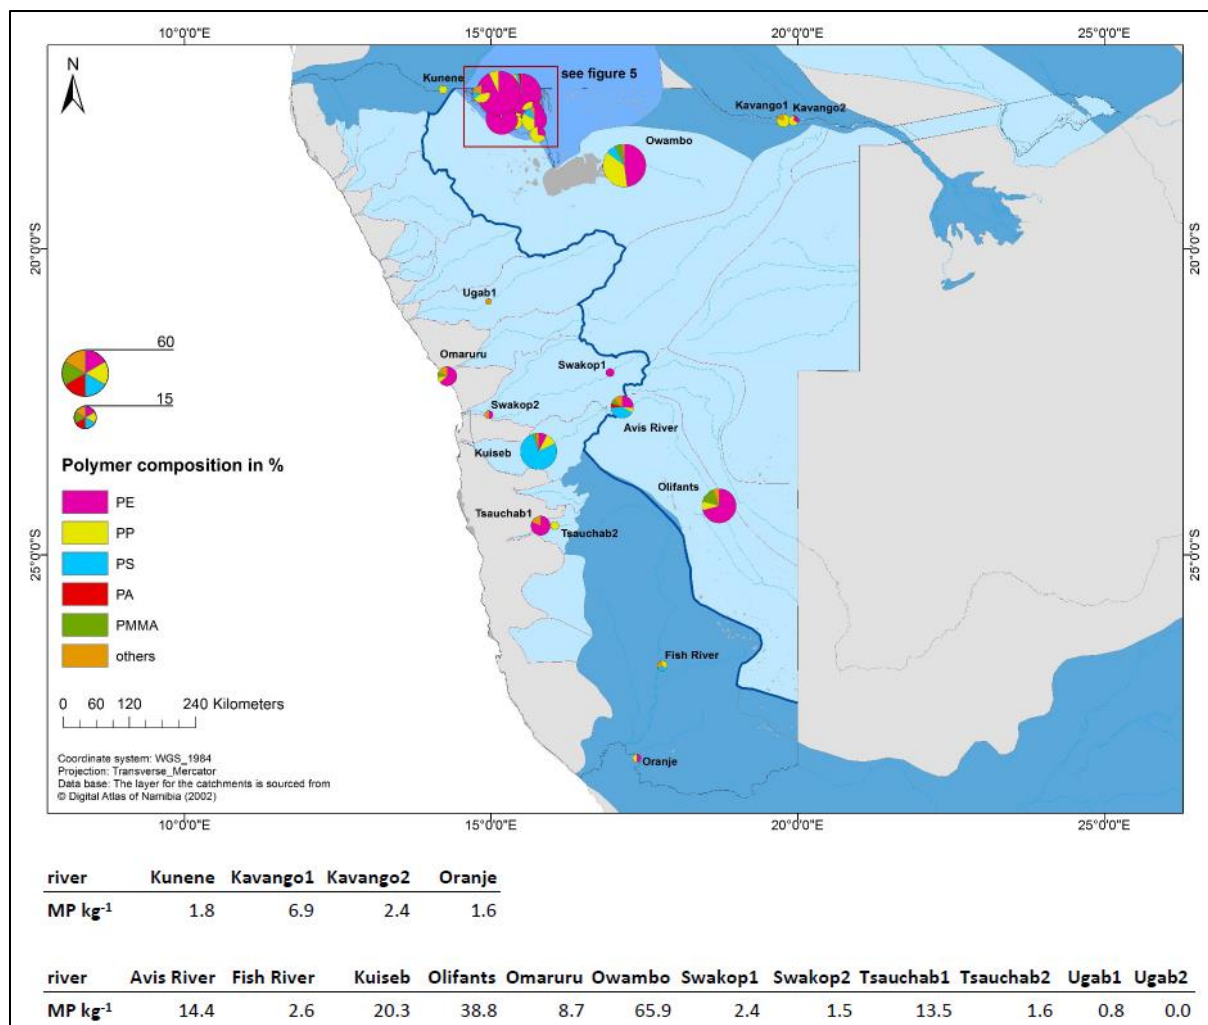 10°0'0"E 15°0'0"E 20°0'0"E 25°0'0"E
N
see figure 5
Kunene
Kavango1 Kavango2
Owambo
20°0'0"S 20°0'0"S
Ugab1
60
Omaruru
Swakop1
15
Swakop2
Avis River
Kuiseb
Polymer composition in %
Olifants
PE
Tsauchab1
PP
Tsauchab2
25°0'0"S 25°0'0"S
PS
PA
PMMA
others
Fish River
0 60 120 240 Kilometers
Coordinate system: WGS_1984
Oranje
Projection: Transverse_Mercator
Data base: The layer for the catchments is sourced from
© Digital Atlas of Namibia (2002)
10°0'0"E 15°0'0"E 20°0'0"E 25°0'0"E
river Kunene Kavango1 Kavango2 Oranje
MP kg-1 1.8 6.9 2.4 1.6
river Avis River Fish River Kuiseb Olifants Omaruru Owambo Swakop1 Swakop2 Tsauchab1 Tsauchab2 Ugab1 Ugab2
MP kg-1 14.4 2.6 20.3 38.8 8.7 65.9 2.4 1.5 13.5 1.6 0.8 0.0